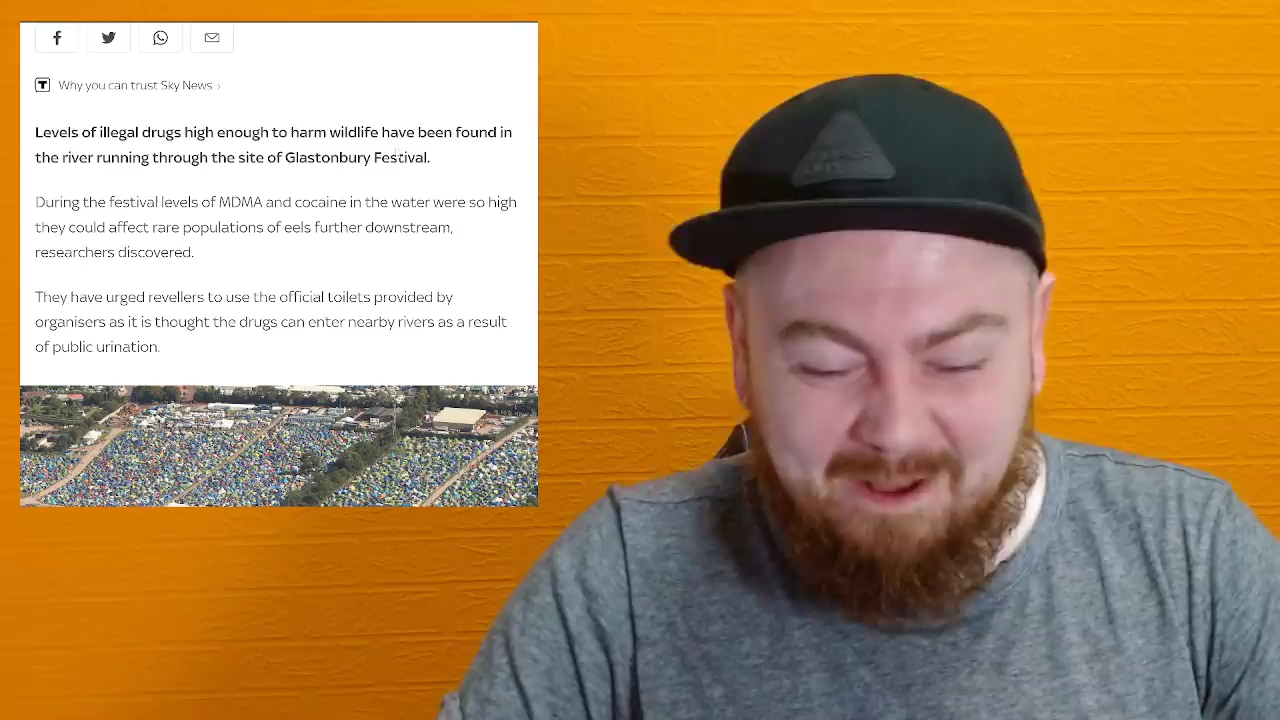 Why you can trust Sky News ›
Levels of illegal drugs high enough to harm wildlife have been found in
the river running through the site of Glastonbury Festival.
During the festival levels of MDMA and cocaine in the water were so high
they could affect rare populations of eels further downstream,
researchers discovered.
They have urged revellers to use the official toilets provided by
organisers as it is thought the drugs can enter nearby rivers as a result
of public urination.